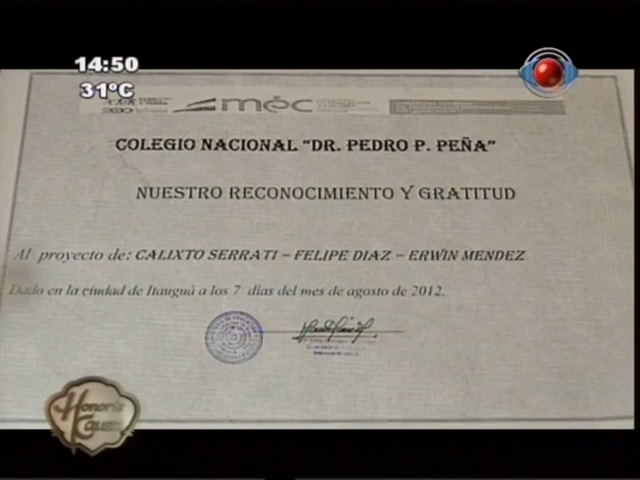 14:50
31°C
mec
COLEGIO NACIONAL "DR. PEDRO P. PEÑA"
NUESTRO RECONOCIMIENTO Y GRATITUD
Al proyecto de: CALIXTO SERRATI – FELIPE DIAZ – ERWIN MENDEZ
Dado en la ciudad de Itauguá a los 7 días del mes de agosto de 2012.
Honoris
Causa